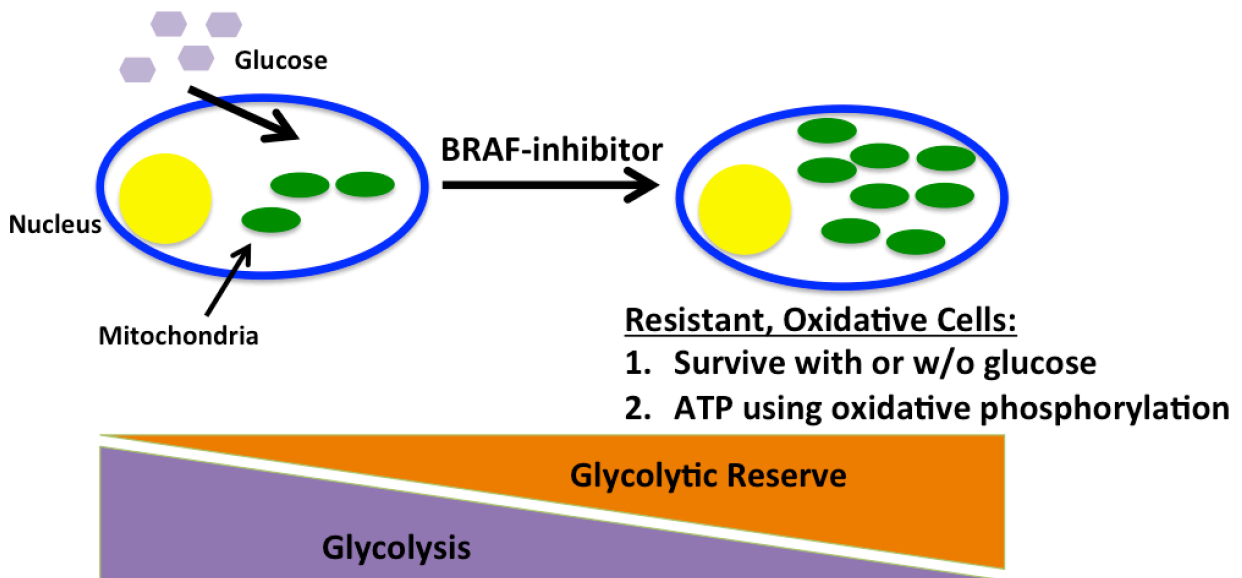 Glucose
BRAF-inhibitor
Nucleus
Mitochondria
Resistant, Oxidative Cells:
1. Survive with or w/o glucose
2. ATP using oxidative phosphorylation
Glycolytic Reserve
Glycolysis